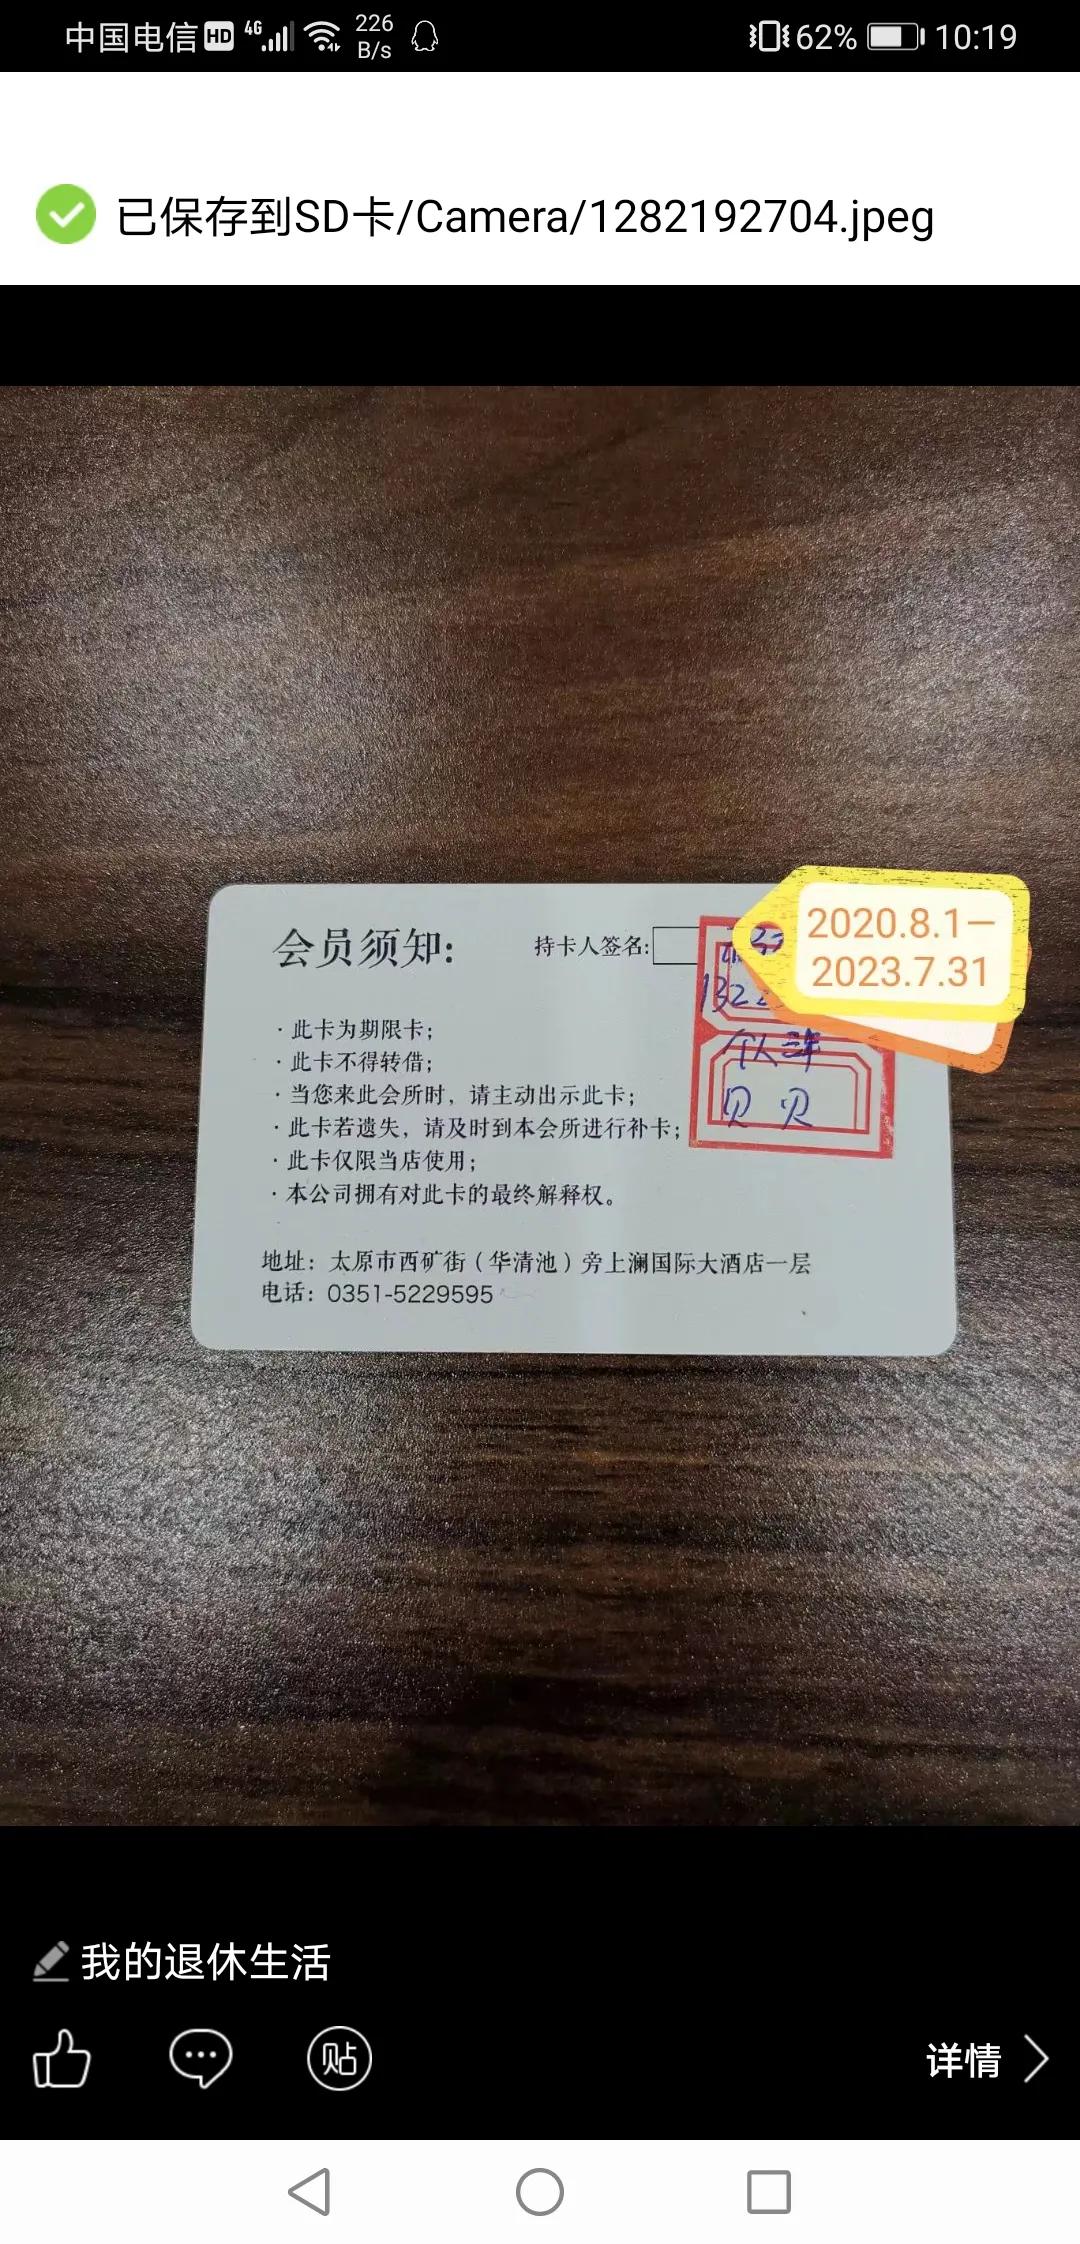 中国电信 HD 4G 226 B/s 62% 10:19
已保存到SD卡/Camera/1282192704.jpeg
2020.8.1—
2023.7.31
会员须知:
持卡人签名:
132
个人三年
贝 贝
·此卡为期限卡;
·此卡不得转借;
·当您来此会所时，请主动出示此卡;
·此卡若遗失，请及时到本会所进行补卡;
·此卡仅限当店使用;
·本公司拥有对此卡的最终解释权。
地址：太原市西矿街（华清池）旁上澜国际大酒店一层
电话：0351-5229595
我的退休生活
贴
详情